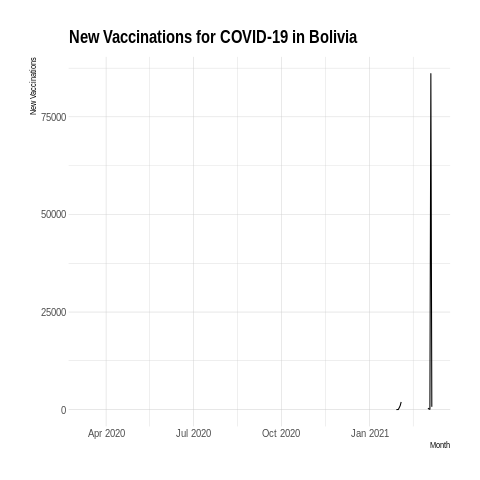 New Vaccinations for COVID-19 in Bolivia
New Vaccinations
75000
50000
25000
0
Apr 2020 Jul 2020 Oct 2020 Jan 2021
Month